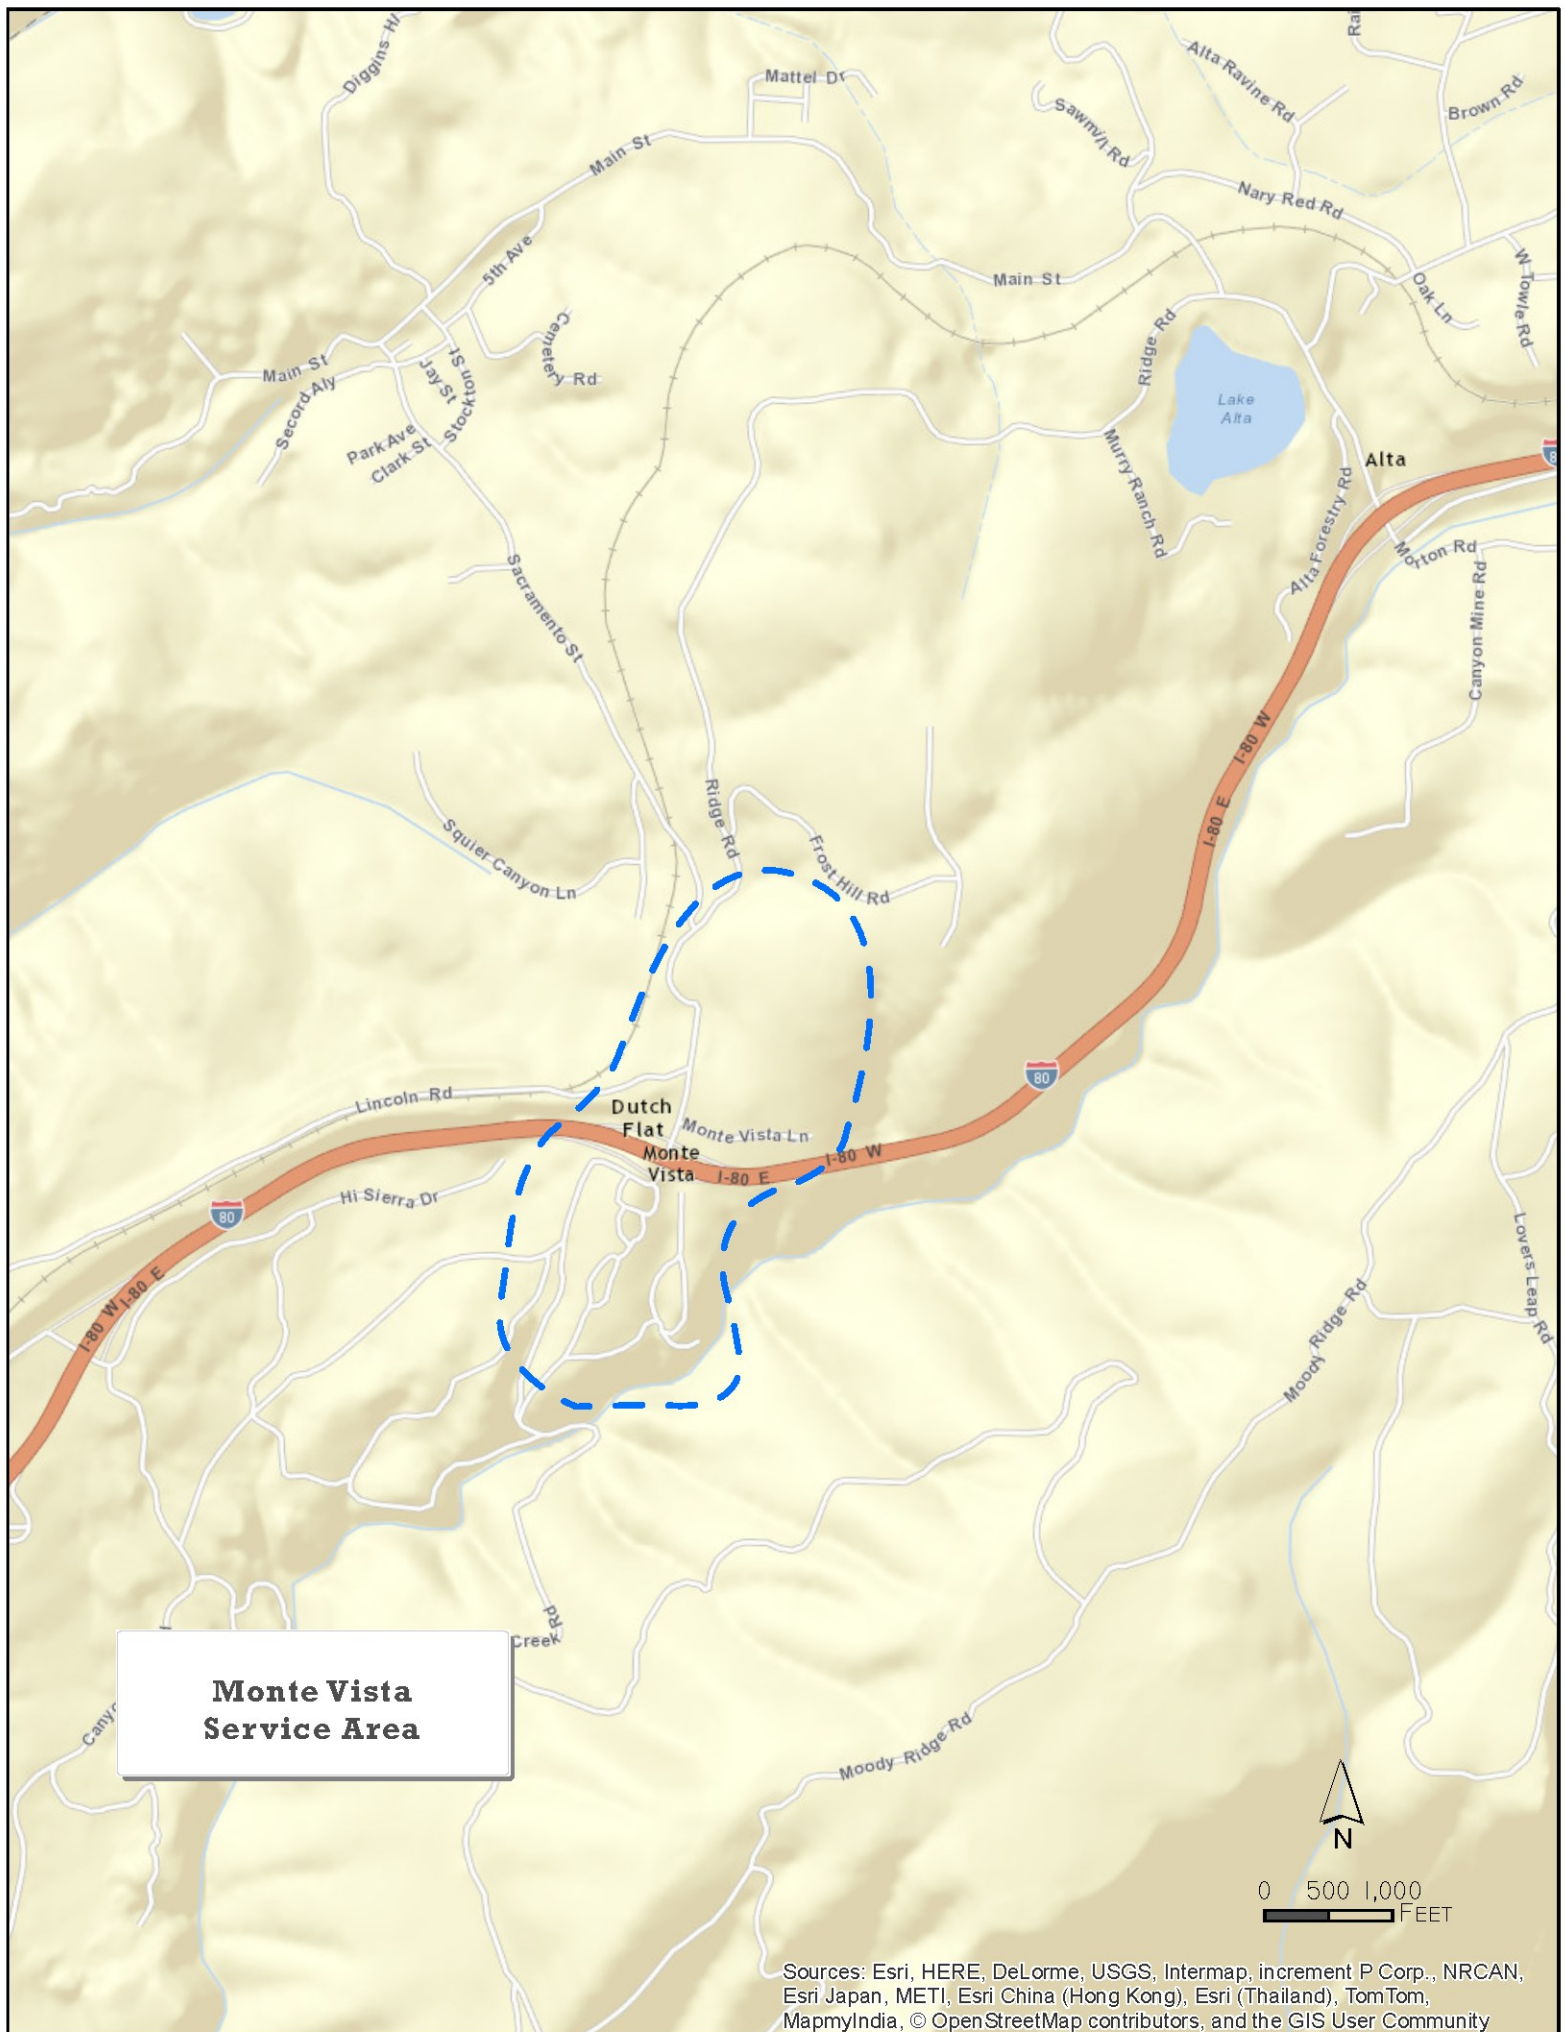 Diggins H
Mattel Dr
Main St
Sawmill Rd
Alta Ravine Rd
Rai
Brown Rd
Nary Red Rd
5th Ave
Main St
Oak Ln
W Towle Rd
Cemetery Rd
Main St
Second Aly
Jay St
Stockton St
Park Ave
Clark St
Ridge Rd
Lake
Alta
Murry Ranch Rd
Alta Forestry Rd
Alta
8
Morton Rd
Canyon Mine Rd
Sacramento St
I-80 W
I-80 E
Ridge Rd
Frost Hill Rd
Squier Canyon Ln
80
Lincoln Rd
Dutch
Flat
Monte Vista Ln
Monte
Vista
I-80 E
I-80 W
Hi Sierra Dr
80
I-80 W
I-80 E
Lovers Leap Rd
Moody Ridge Rd
Creek Rd
Monte Vista
Service Area
Canyo
Moody Ridge Rd
N
0 500 1,000
FEET
Sources: Esri, HERE, DeLorme, USGS, Intermap, increment P Corp., NRCAN,
Esri Japan, METI, Esri China (Hong Kong), Esri (Thailand), TomTom,
MapmyIndia, © OpenStreetMap contributors, and the GIS User Community